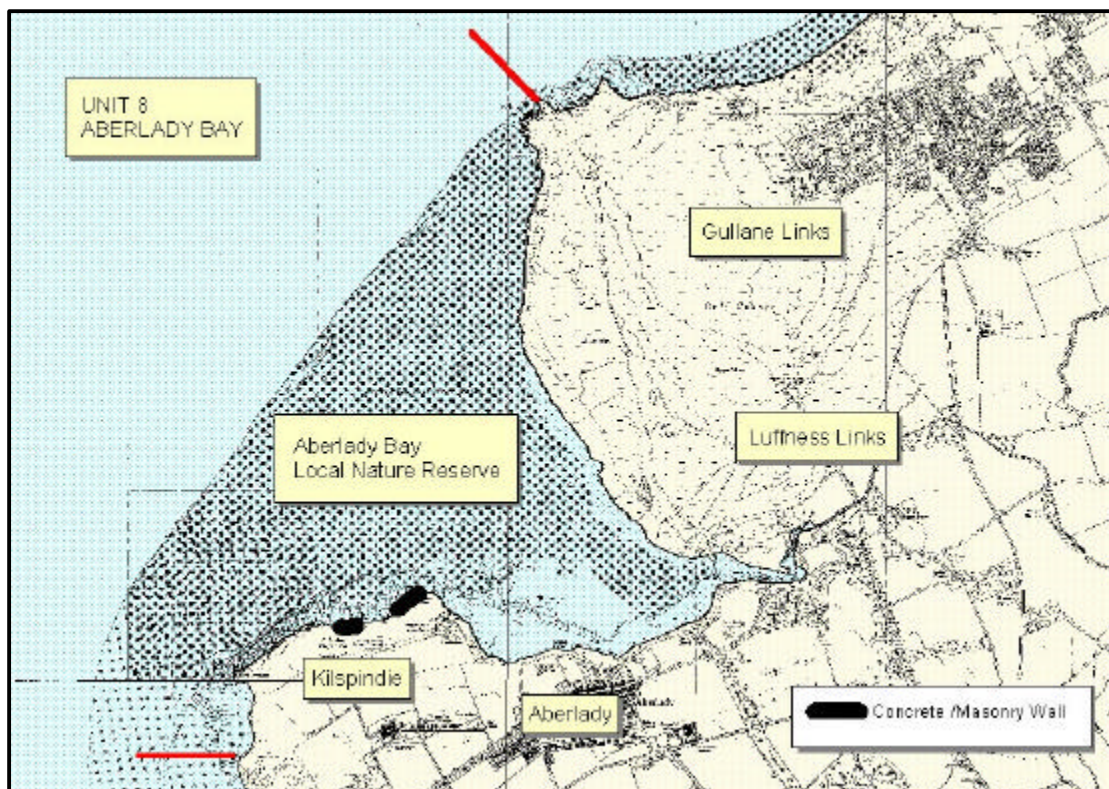 UNIT 8
ABERLADY BAY
Gullane Links
Luffness Links
Aberlady Bay
Local Nature Reserve
Kilspindie
Aberlady
Concrete /Masonry Wall